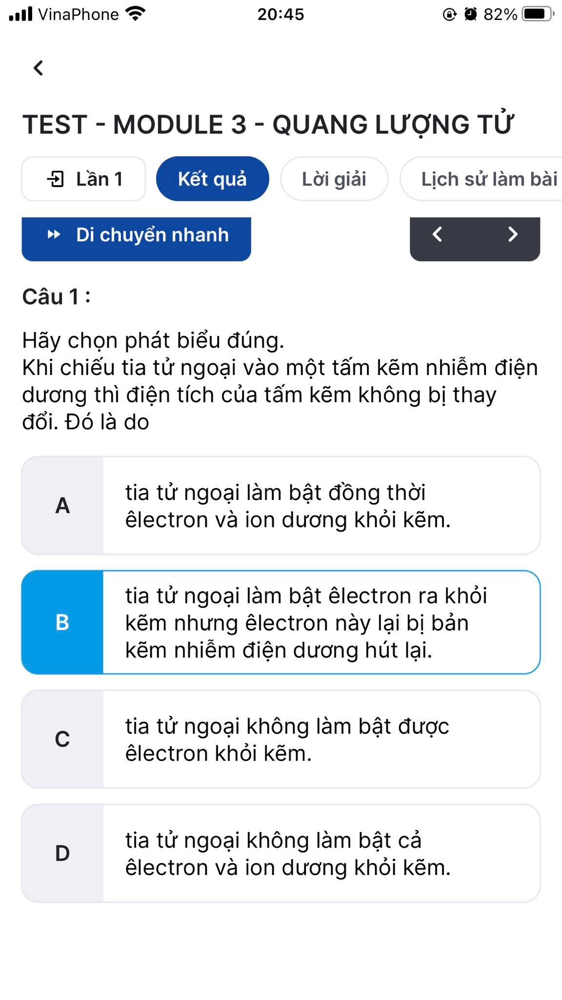 VinaPhone 20:45 82%
TEST - MODULE 3 - QUANG LƯỢNG TỬ
Lần 1 Kết quả Lời giải Lịch sử làm bài
Di chuyển nhanh
Câu 1 :
Hãy chọn phát biểu đúng.
Khi chiếu tia tử ngoại vào một tấm kẽm nhiễm điện
dương thì điện tích của tấm kẽm không bị thay
đổi. Đó là do
A
tia tử ngoại làm bật đồng thời
êlectron và ion dương khỏi kẽm.
B
tia tử ngoại làm bật êlectron ra khỏi
kẽm nhưng êlectron này lại bị bản
kẽm nhiễm điện dương hút lại.
C
tia tử ngoại không làm bật được
êlectron khỏi kẽm.
D
tia tử ngoại không làm bật cả
êlectron và ion dương khỏi kẽm.